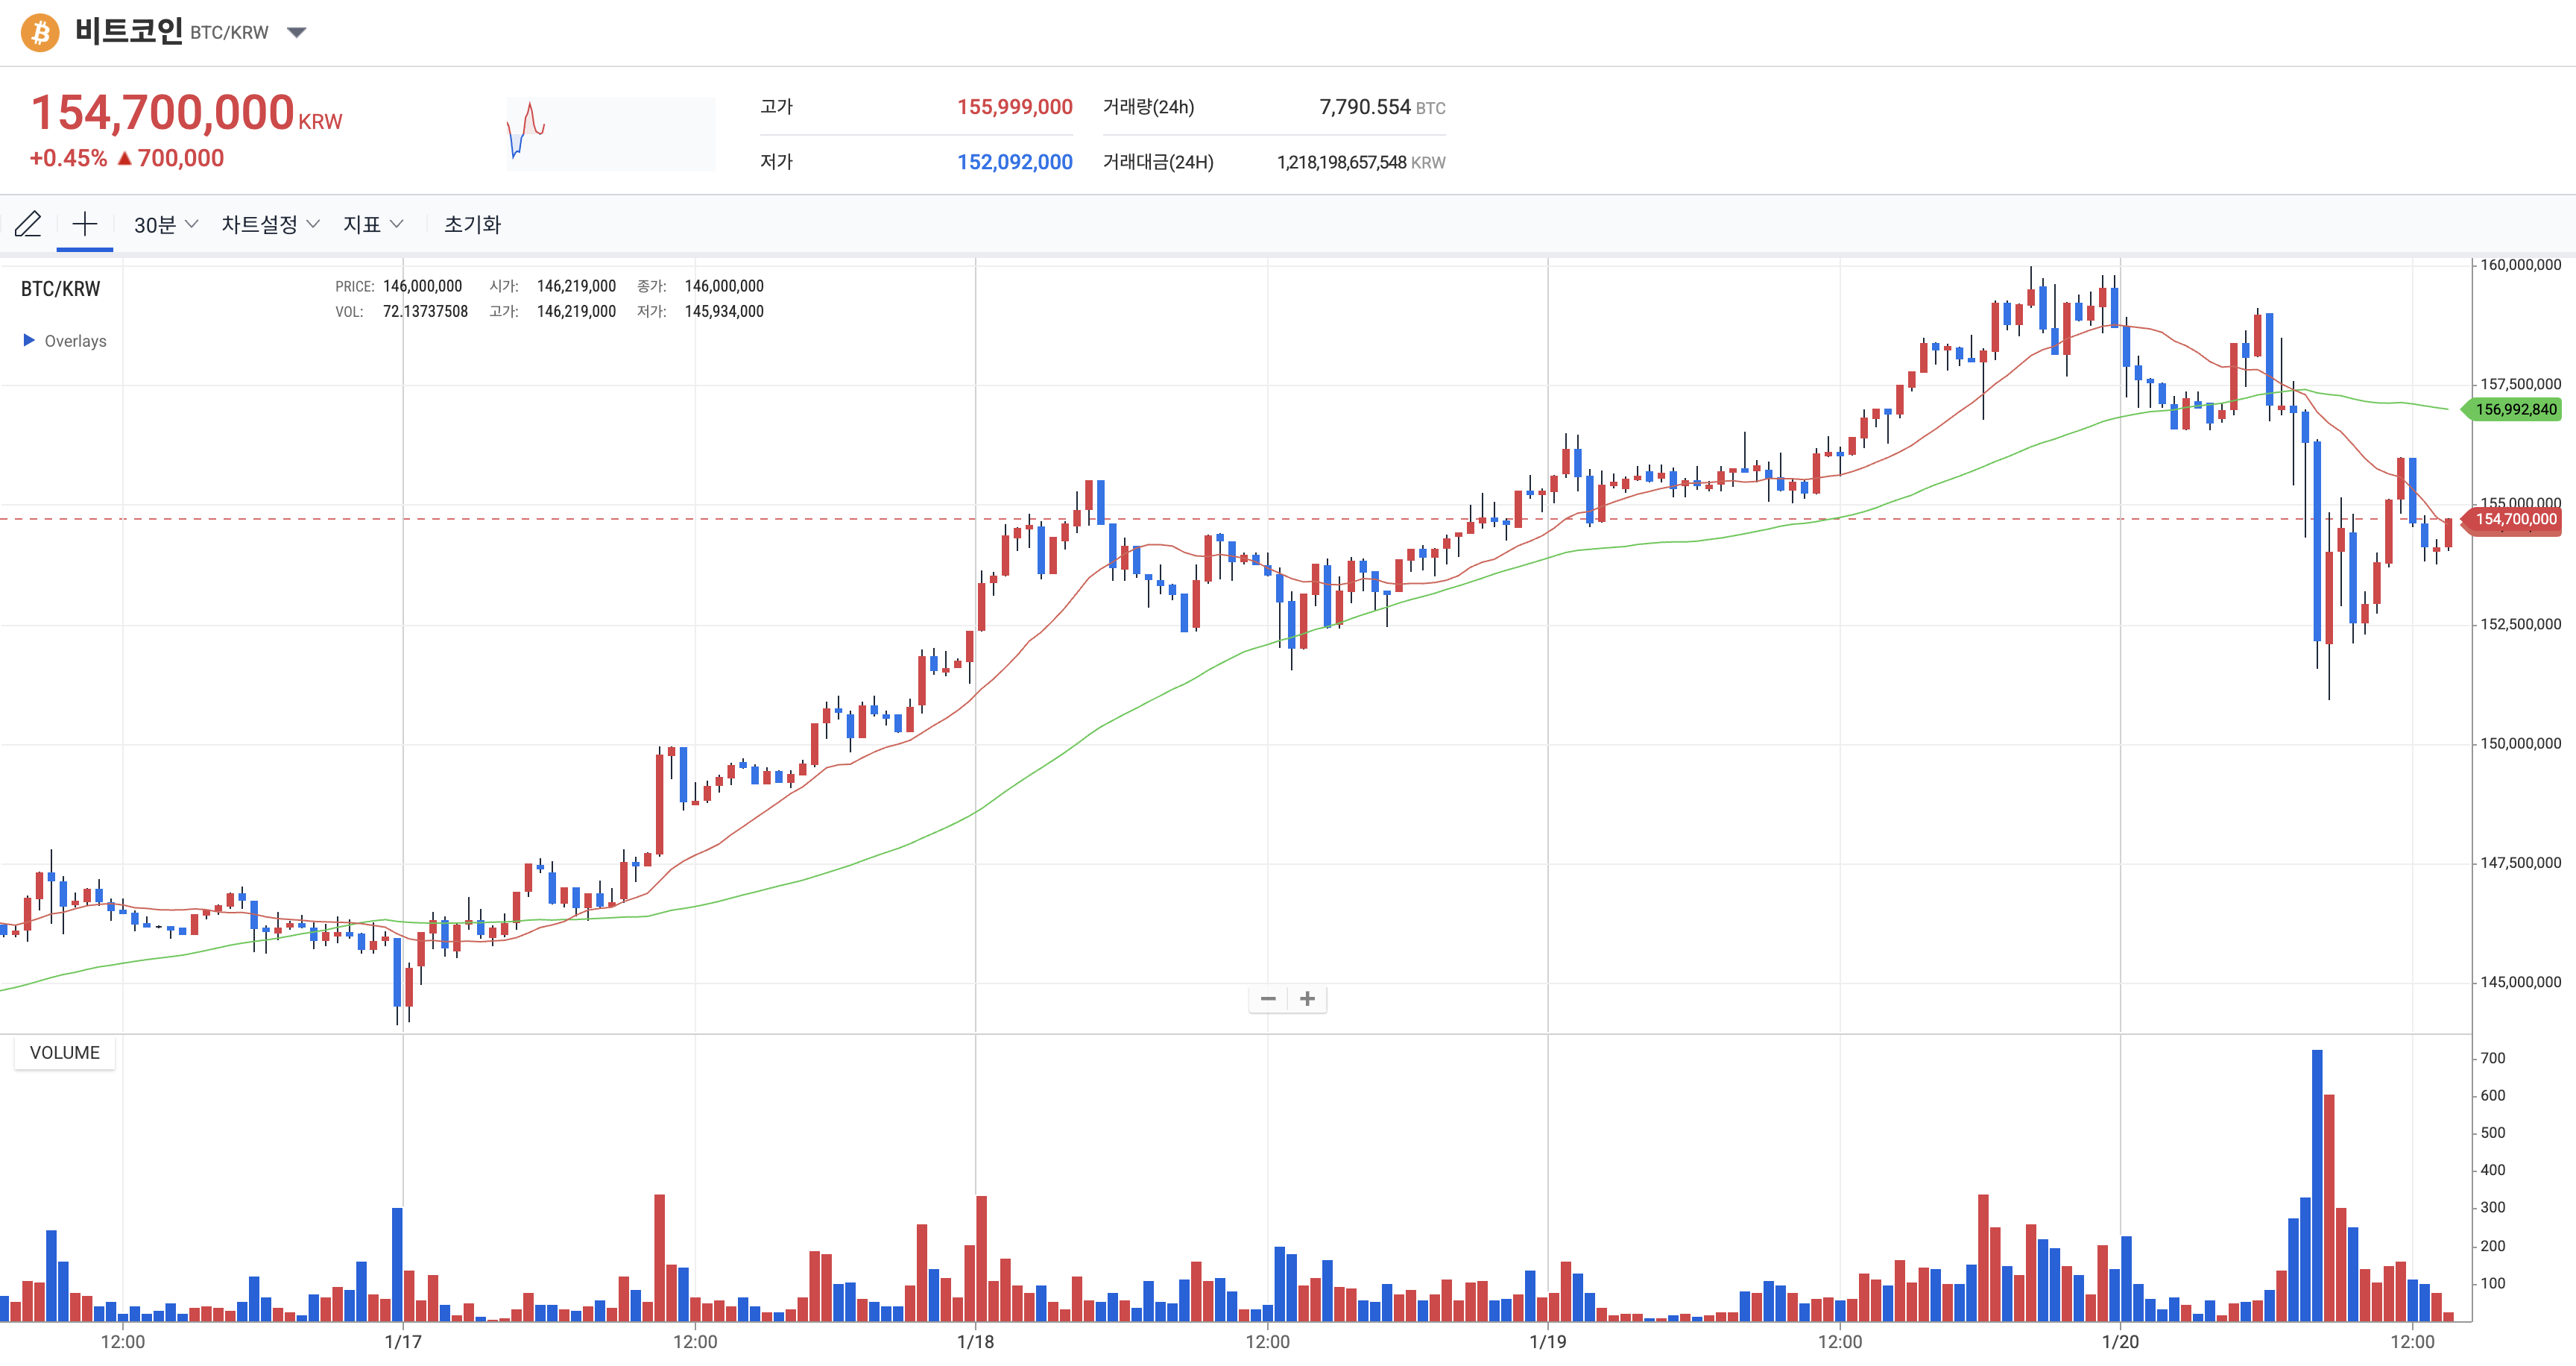 비트코인 BTC/KRW
154,700,000 KRW
+0.45% ▲ 700,000
고가 155,999,000 거래량(24h) 7,790.554 BTC
저가 152,092,000 거래대금(24H) 1,218,198,657,548 KRW
30분 차트설정 지표 초기화
BTC/KRW
PRICE: 146,000,000 시가: 146,219,000 종가: 146,000,000
VOL: 72.13737508 고가: 146,219,000 저가: 145,934,000
Overlays
160,000,000
157,500,000
156,992,840
155,000,000
154,700,000
152,500,000
150,000,000
147,500,000
145,000,000
− +
VOLUME
700
600
500
400
300
200
100
12:00 1/17 12:00 1/18 12:00 1/19 12:00 1/20 12:00